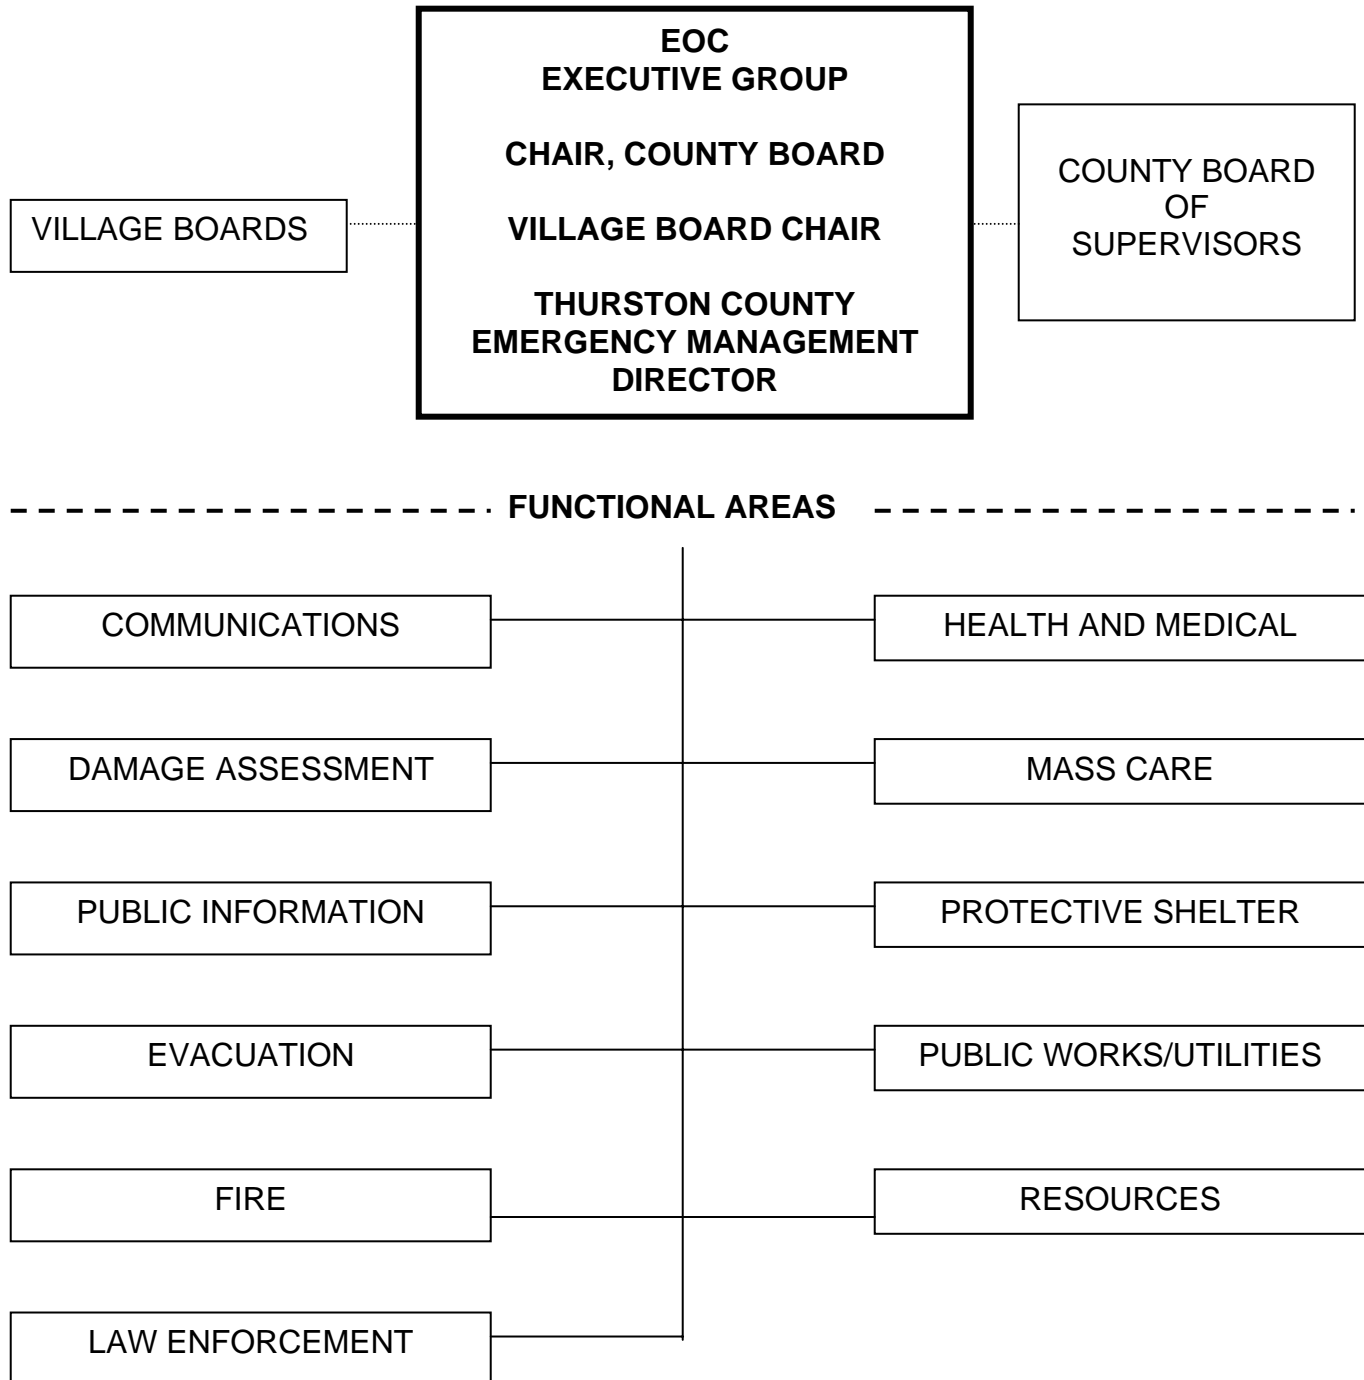 EOC
EXECUTIVE GROUP
CHAIR, COUNTY BOARD
VILLAGE BOARD CHAIR
THURSTON COUNTY
EMERGENCY MANAGEMENT
DIRECTOR
VILLAGE BOARDS
COUNTY BOARD
OF
SUPERVISORS
FUNCTIONAL AREAS
COMMUNICATIONS
HEALTH AND MEDICAL
DAMAGE ASSESSMENT
MASS CARE
PUBLIC INFORMATION
PROTECTIVE SHELTER
EVACUATION
PUBLIC WORKS/UTILITIES
FIRE
RESOURCES
LAW ENFORCEMENT